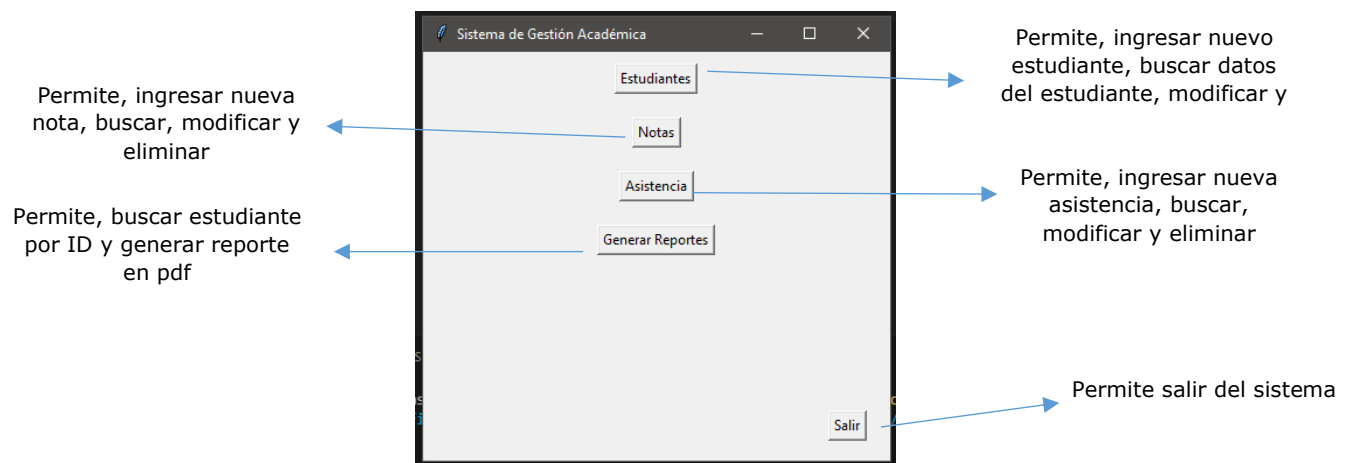 Sistema de Gestión Académica
Estudiantes
Notas
Asistencia
Generar Reportes
Salir
Permite, ingresar nueva
nota, buscar, modificar y
eliminar
Permite, buscar estudiante
por ID y generar reporte
en pdf
Permite, ingresar nuevo
estudiante, buscar datos
del estudiante, modificar y
Permite, ingresar nueva
asistencia, buscar,
modificar y eliminar
Permite salir del sistema